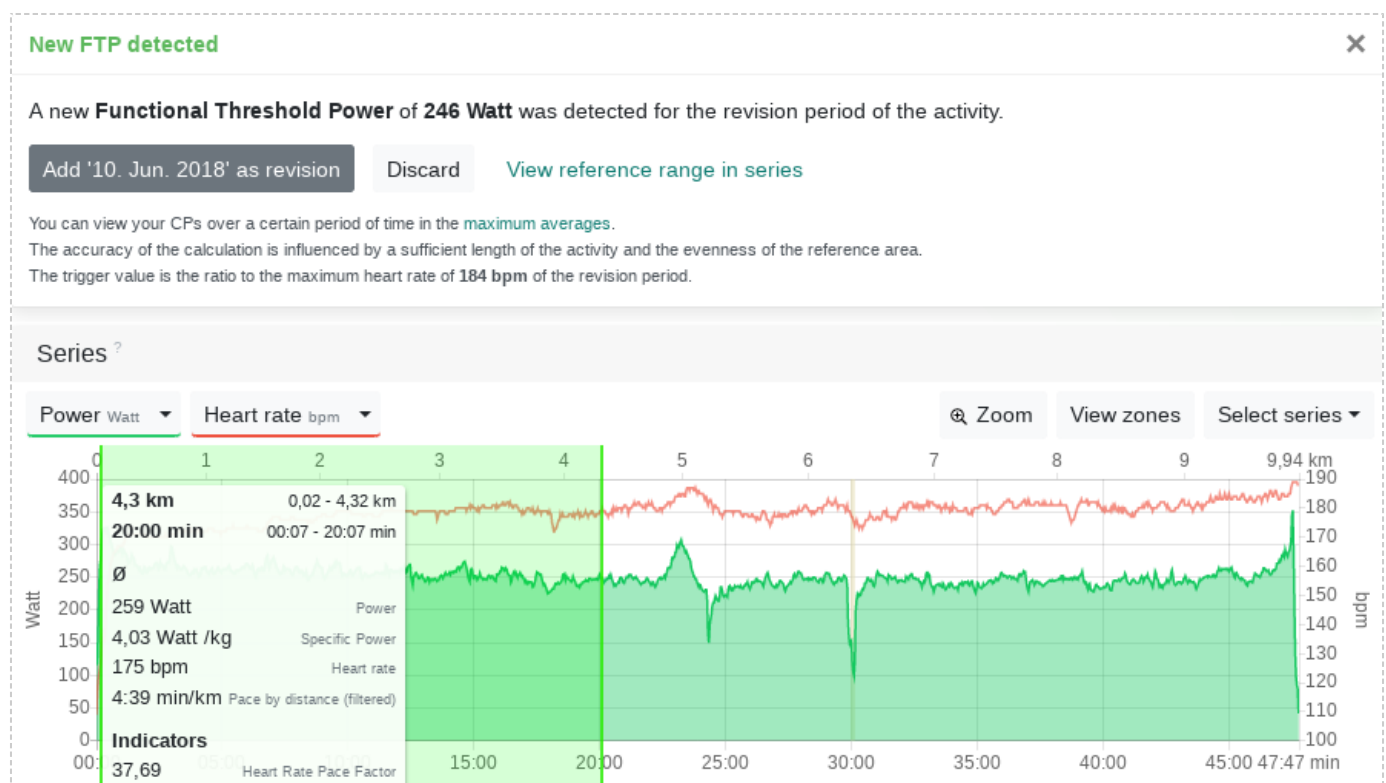 New FTP detected ×
A new Functional Threshold Power of 246 Watt was detected for the revision period of the activity.
Add '10. Jun. 2018' as revision Discard View reference range in series
You can view your CPs over a certain period of time in the maximum averages.
The accuracy of the calculation is influenced by a sufficient length of the activity and the evenness of the reference area.
The trigger value is the ratio to the maximum heart rate of 184 bpm of the revision period.
Series ?
Power Watt Heart rate bpm Zoom View zones Select series
0 1 2 3 4 5 6 7 8 9 9,94 km
400 190
4,3 km 0,02 - 4,32 km
350 180
20:00 min 00:07 - 20:07 min
300 170
250 Ø 160
200 259 Watt Power 150
Watt bpm
150 4,03 Watt /kg Specific Power 140
175 bpm Heart rate 130
100 120
4:39 min/km Pace by distance (filtered)
50 110
0 Indicators 100
00: 05:00 10:00 15:00 20:00 25:00 30:00 35:00 40:00 45:00 47:47 min
37,69 Heart Rate Pace Factor